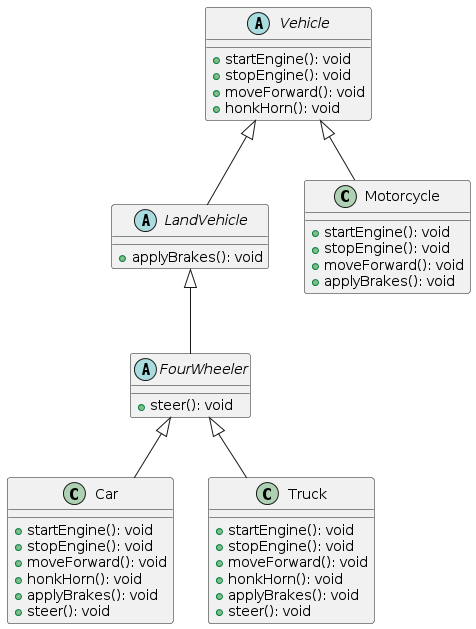 A Vehicle
startEngine(): void
stopEngine(): void
moveForward(): void
honkHorn(): void
A LandVehicle
applyBrakes(): void
C Motorcycle
startEngine(): void
stopEngine(): void
moveForward(): void
applyBrakes(): void
A FourWheeler
steer(): void
C Car
startEngine(): void
stopEngine(): void
moveForward(): void
honkHorn(): void
applyBrakes(): void
steer(): void
C Truck
startEngine(): void
stopEngine(): void
moveForward(): void
honkHorn(): void
applyBrakes(): void
steer(): void